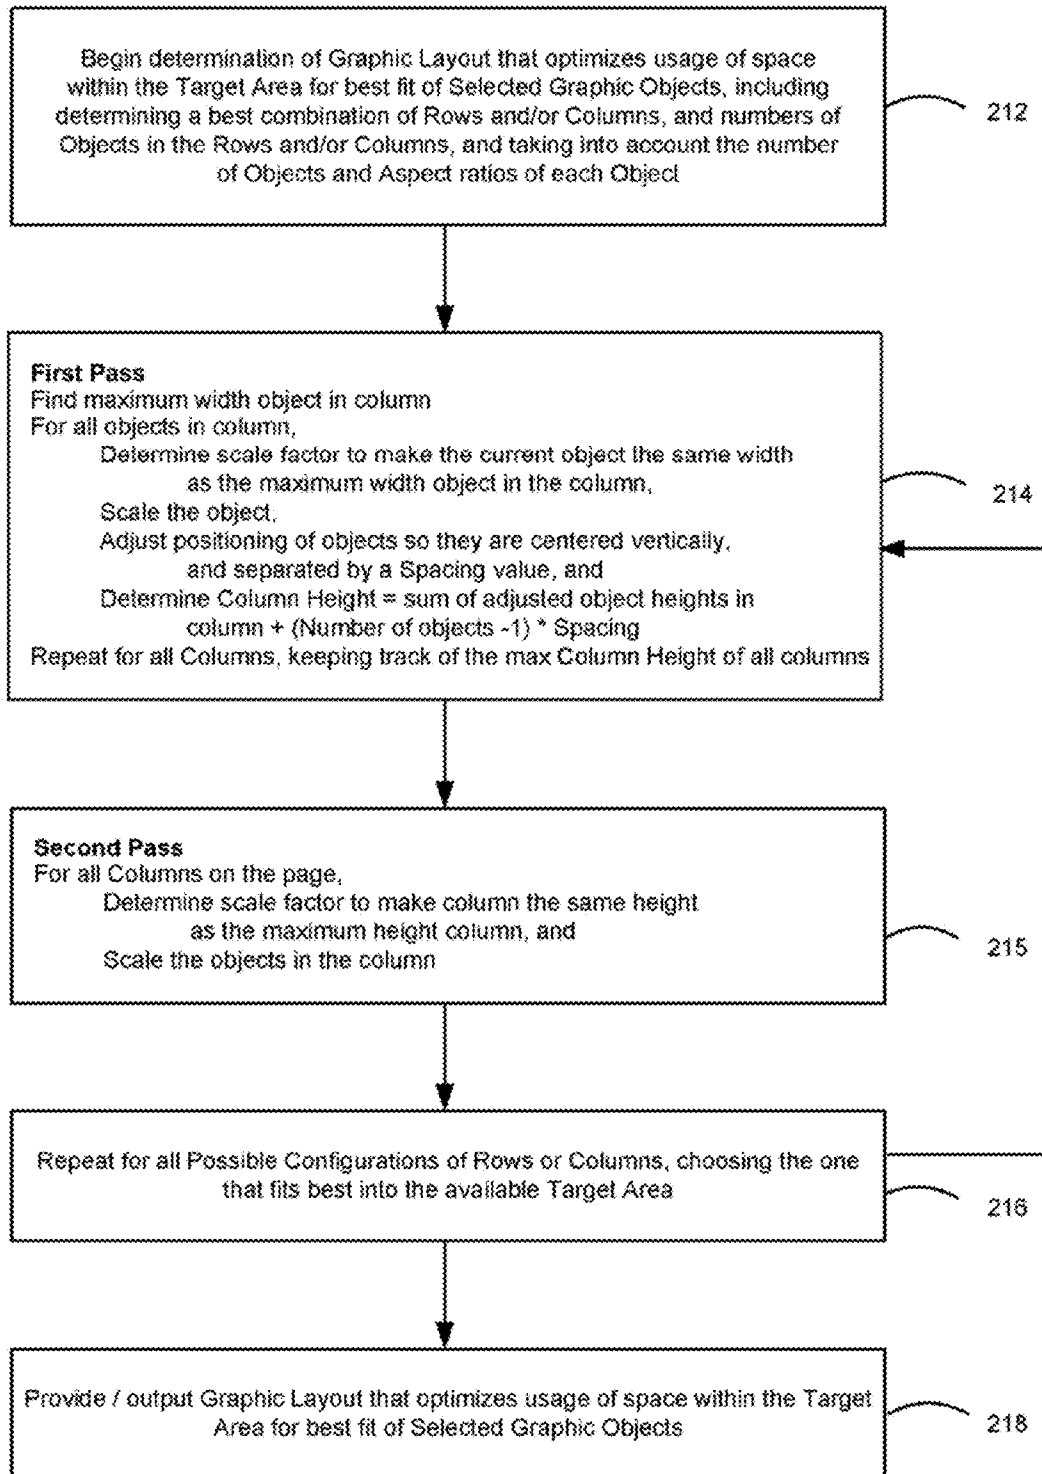 Begin determination of Graphic Layout that optimizes usage of space
within the Target Area for best fit of Selected Graphic Objects, including
determining a best combination of Rows and/or Columns, and numbers of
Objects in the Rows and/or Columns, and taking into account the number
of Objects and Aspect ratios of each Object
212
First Pass
Find maximum width object in column
For all objects in column,
Determine scale factor to make the current object the same width
as the maximum width object in the column,
Scale the object,
Adjust positioning of objects so they are centered vertically,
and separated by a Spacing value, and
Determine Column Height = sum of adjusted object heights in
column + (Number of objects -1) * Spacing
Repeat for all Columns, keeping track of the max Column Height of all columns
214
Second Pass
For all Columns on the page,
Determine scale factor to make column the same height
as the maximum height column, and
Scale the objects in the column
215
Repeat for all Possible Configurations of Rows or Columns, choosing the one
that fits best into the available Target Area
216
Provide / output Graphic Layout that optimizes usage of space within the Target
Area for best fit of Selected Graphic Objects
218